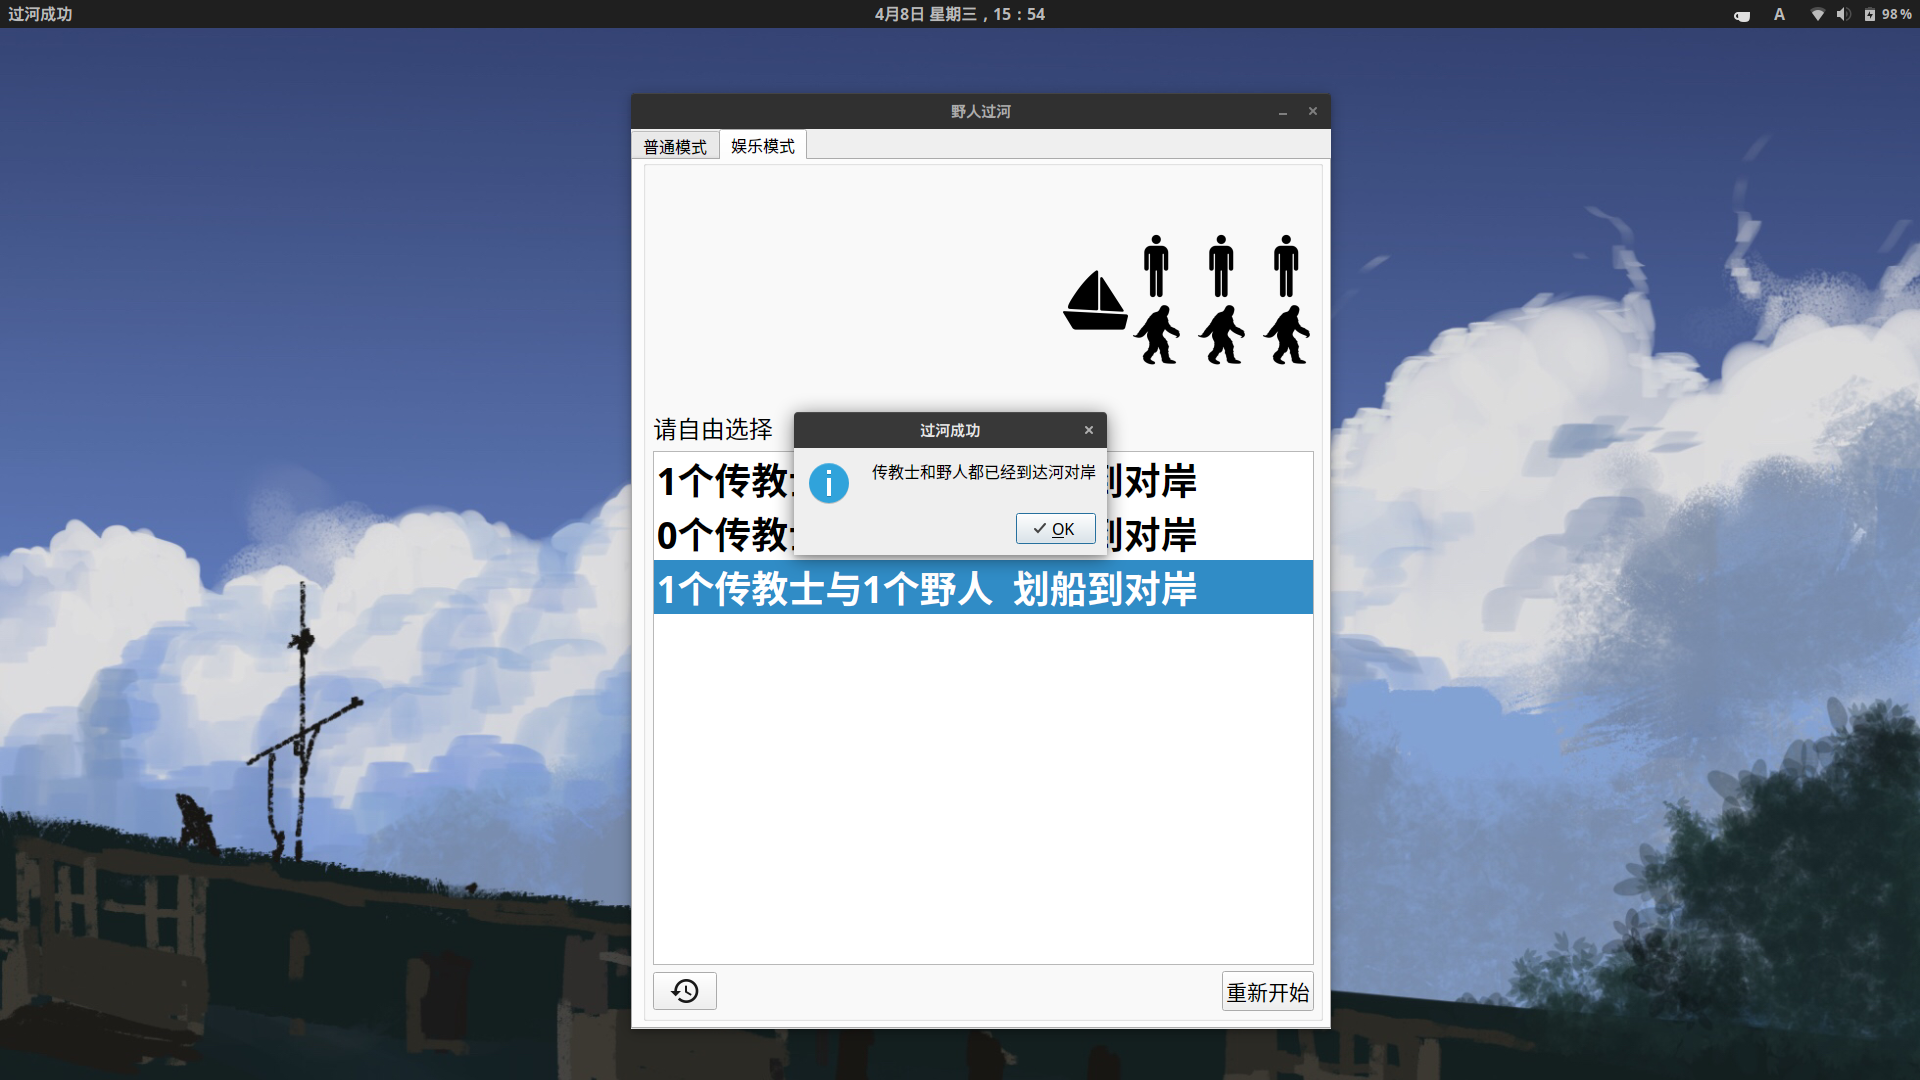 过河成功
4月8日 星期三，15：54
A
98%
野人过河
普通模式 娱乐模式
请自由选择
过河成功
传教士和野人都已经到达河对岸
OK
1个传教 到对岸
0个传教 到对岸
1个传教士与1个野人 划船到对岸
重新开始